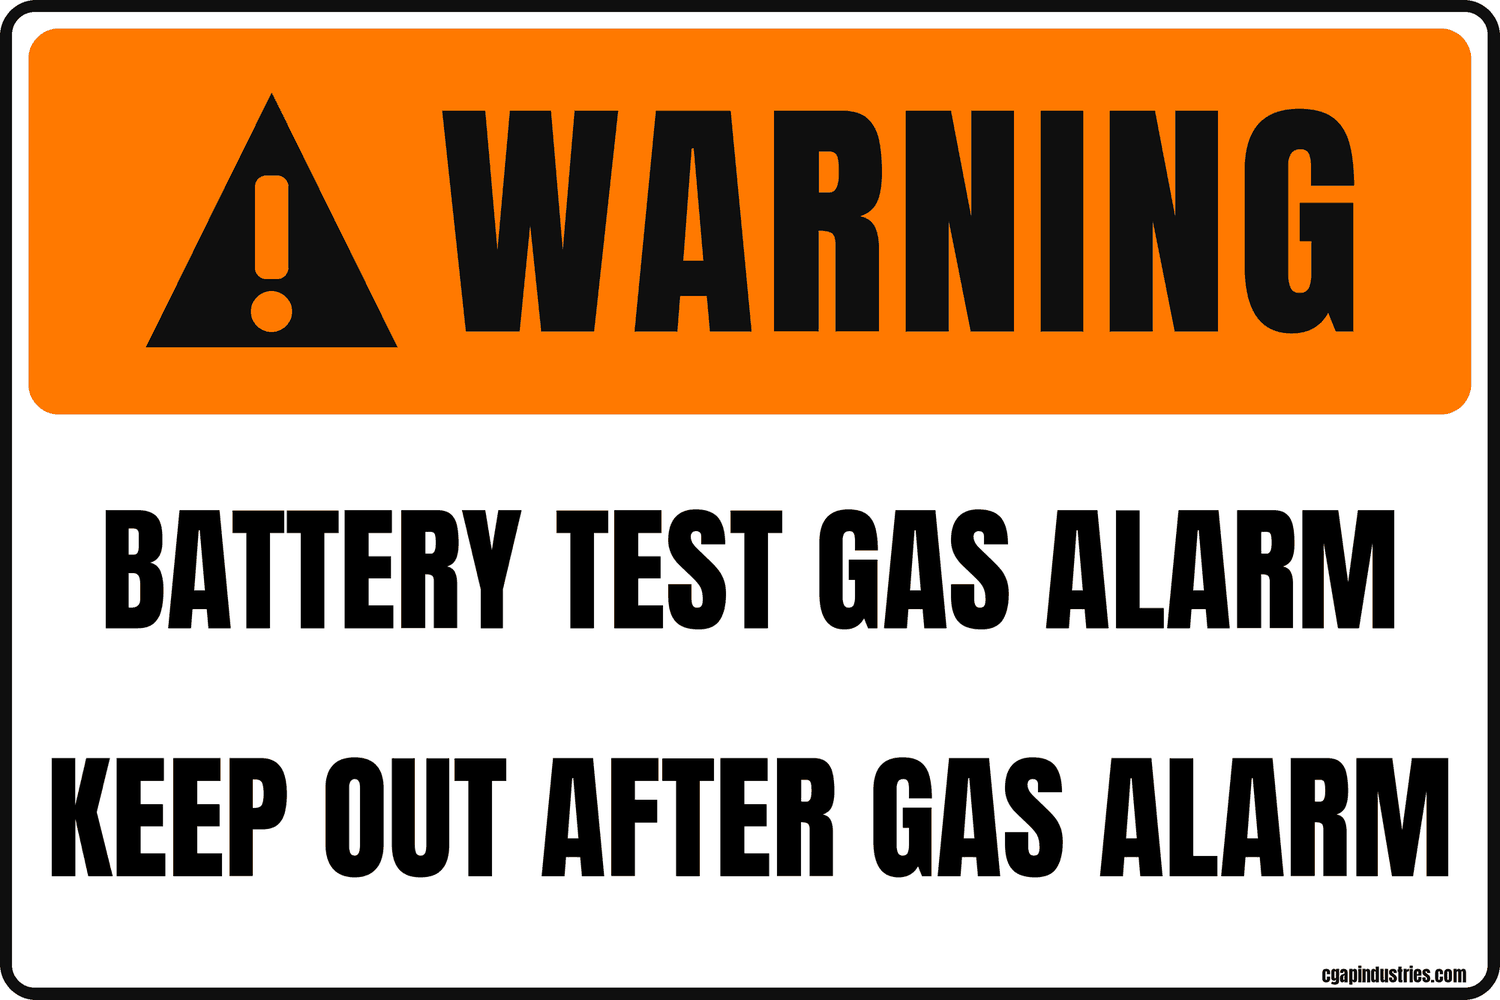 WARNING
BATTERY TEST GAS ALARM
KEEP OUT AFTER GAS ALARM
cgapindustries.com